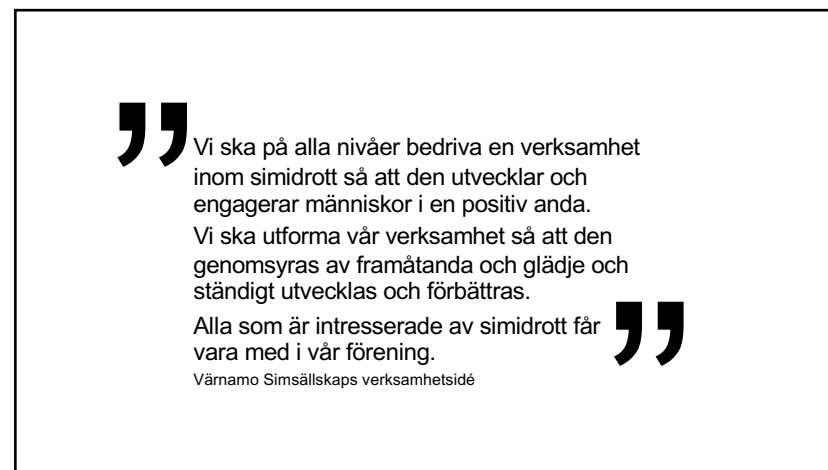 ”
Vi ska på alla nivåer bedriva en verksamhet
inom simidrott så att den utvecklar och
engagerar människor i en positiv anda.
Vi ska utforma vår verksamhet så att den
genomsyras av framåtanda och glädje och
ständigt utvecklas och förbättras.
Alla som är intresserade av simidrott får
vara med i vår förening.
”
Värnamo Simsällskaps verksamhetsidé